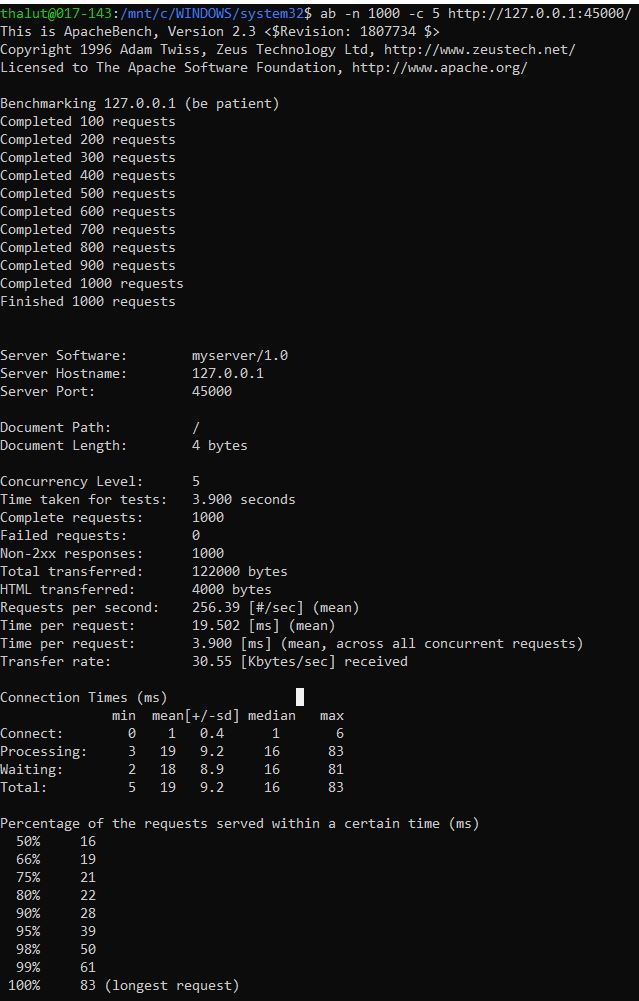 thalut@017-143:/mnt/c/WINDOWS/system32$ ab -n 1000 -c 5 http://127.0.0.1:45000/
This is ApacheBench, Version 2.3 <$Revision: 1807734 $>
Copyright 1996 Adam Twiss, Zeus Technology Ltd, http://www.zeustech.net/
Licensed to The Apache Software Foundation, http://www.apache.org/

Benchmarking 127.0.0.1 (be patient)
Completed 100 requests
Completed 200 requests
Completed 300 requests
Completed 400 requests
Completed 500 requests
Completed 600 requests
Completed 700 requests
Completed 800 requests
Completed 900 requests
Completed 1000 requests
Finished 1000 requests


Server Software:        myserver/1.0
Server Hostname:        127.0.0.1
Server Port:            45000

Document Path:          /
Document Length:        4 bytes

Concurrency Level:      5
Time taken for tests:   3.900 seconds
Complete requests:      1000
Failed requests:        0
Non-2xx responses:      1000
Total transferred:      122000 bytes
HTML transferred:       4000 bytes
Requests per second:    256.39 [#/sec] (mean)
Time per request:       19.502 [ms] (mean)
Time per request:       3.900 [ms] (mean, across all concurrent requests)
Transfer rate:          30.55 [Kbytes/sec] received

Connection Times (ms)
              min  mean[+/-sd] median   max
Connect:        0    1   0.4      1       6
Processing:     3   19   9.2     16      83
Waiting:        2   18   8.9     16      81
Total:          5   19   9.2     16      83

Percentage of the requests served within a certain time (ms)
  50%     16
  66%     19
  75%     21
  80%     22
  90%     28
  95%     39
  98%     50
  99%     61
 100%     83 (longest request)